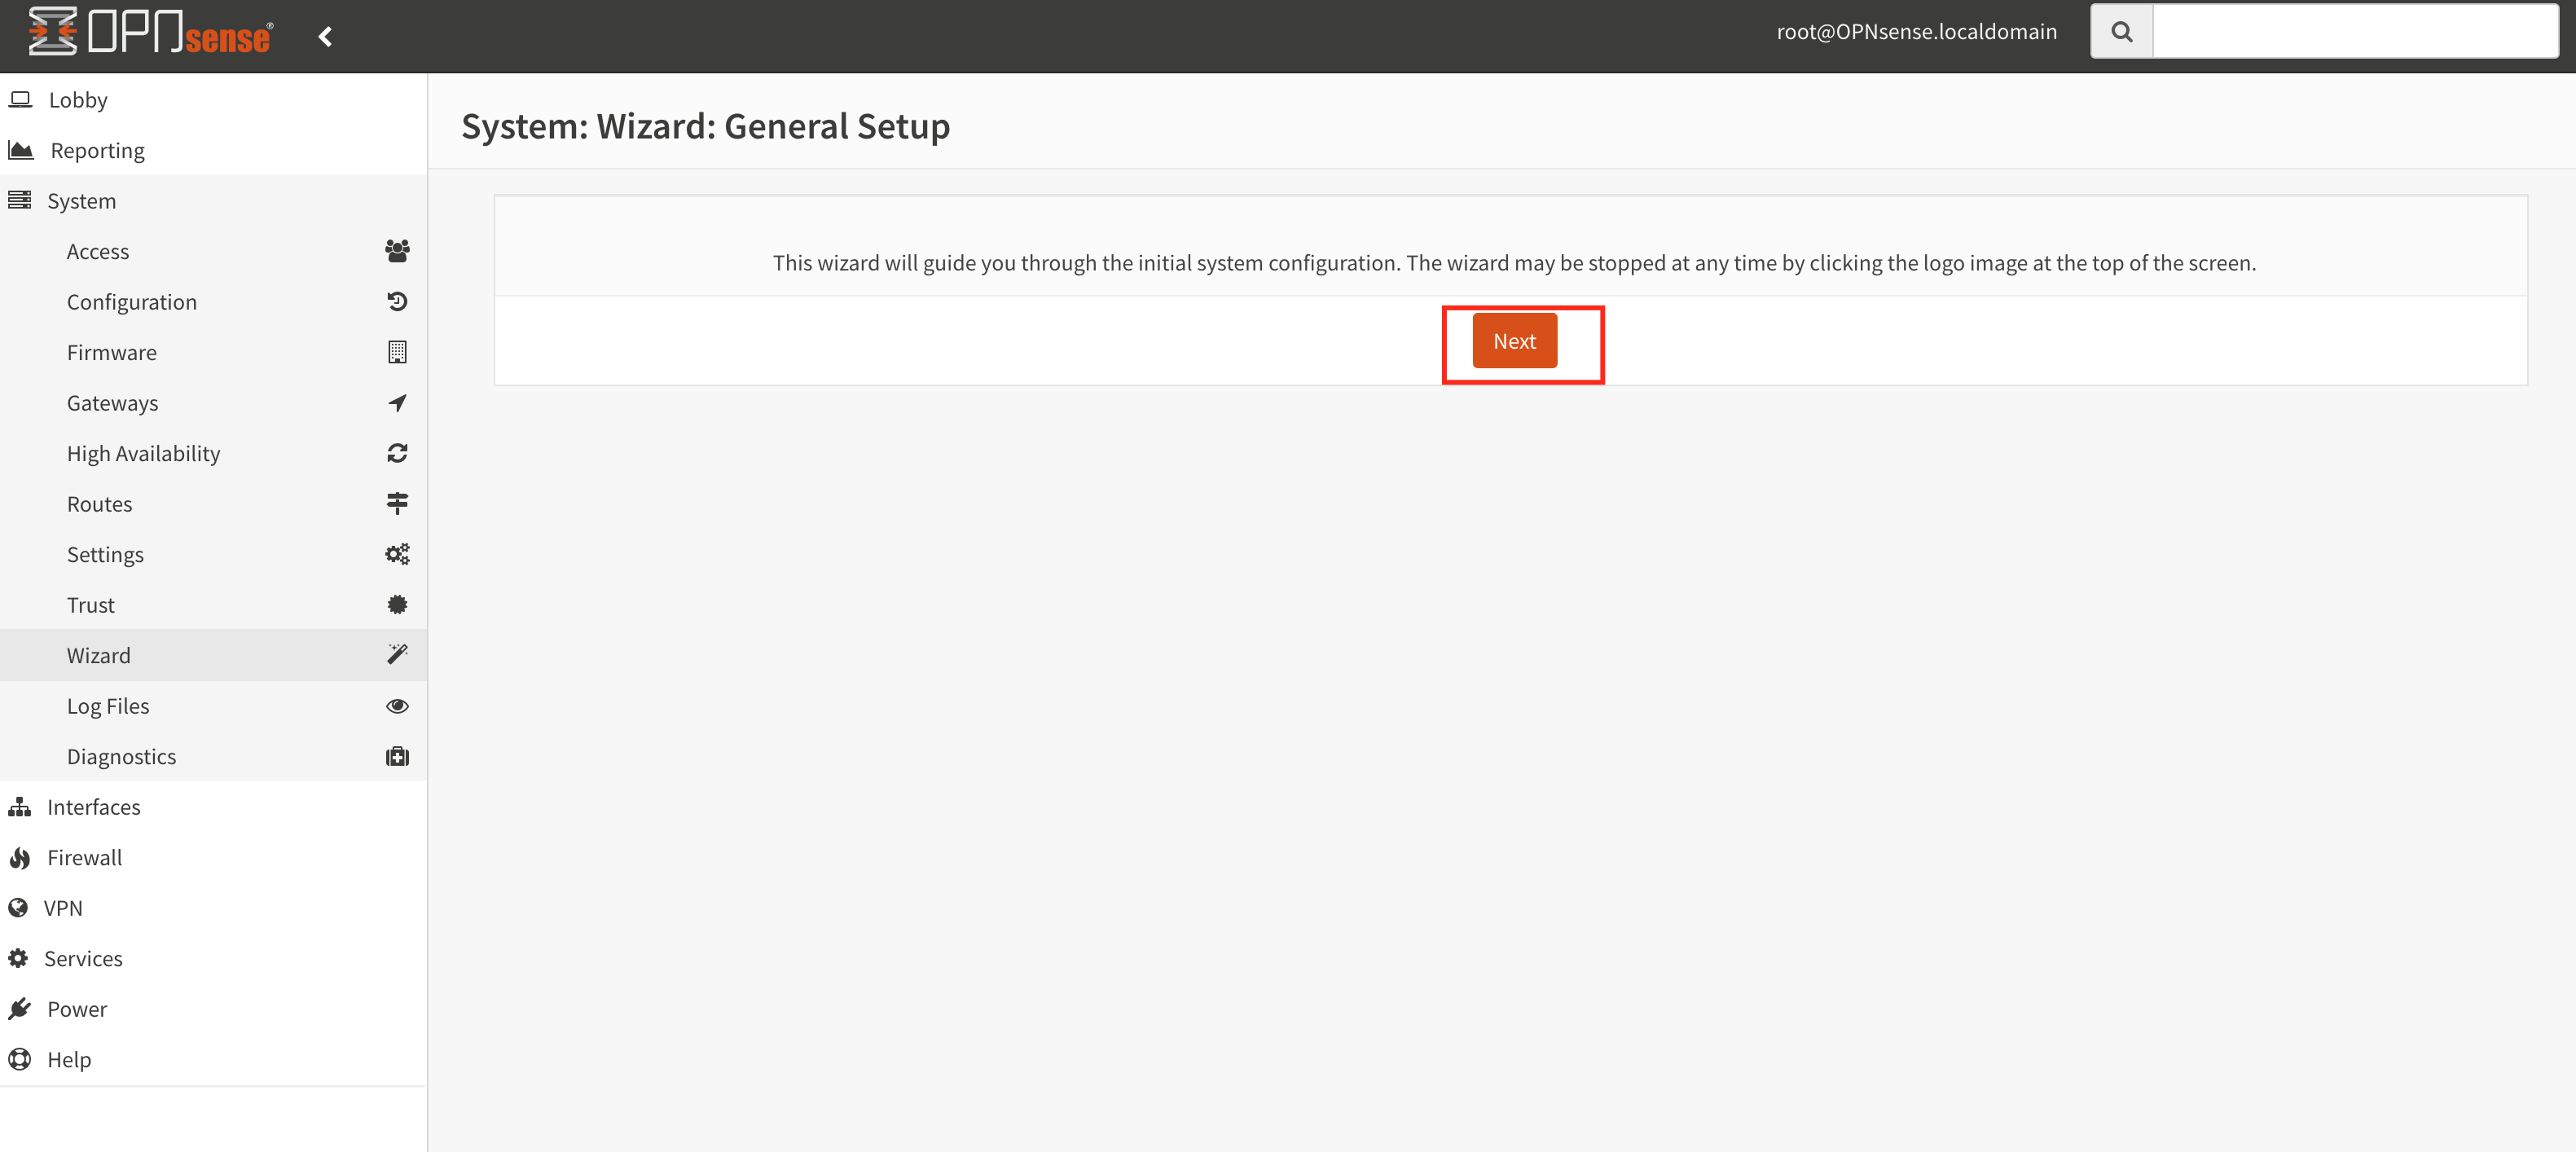 OPNsense®
root@OPNsense.localdomain
Lobby
Reporting
System
Access
Configuration
Firmware
Gateways
High Availability
Routes
Settings
Trust
Wizard
Log Files
Diagnostics
Interfaces
Firewall
VPN
Services
Power
Help
System: Wizard: General Setup
This wizard will guide you through the initial system configuration. The wizard may be stopped at any time by clicking the logo image at the top of the screen.
Next